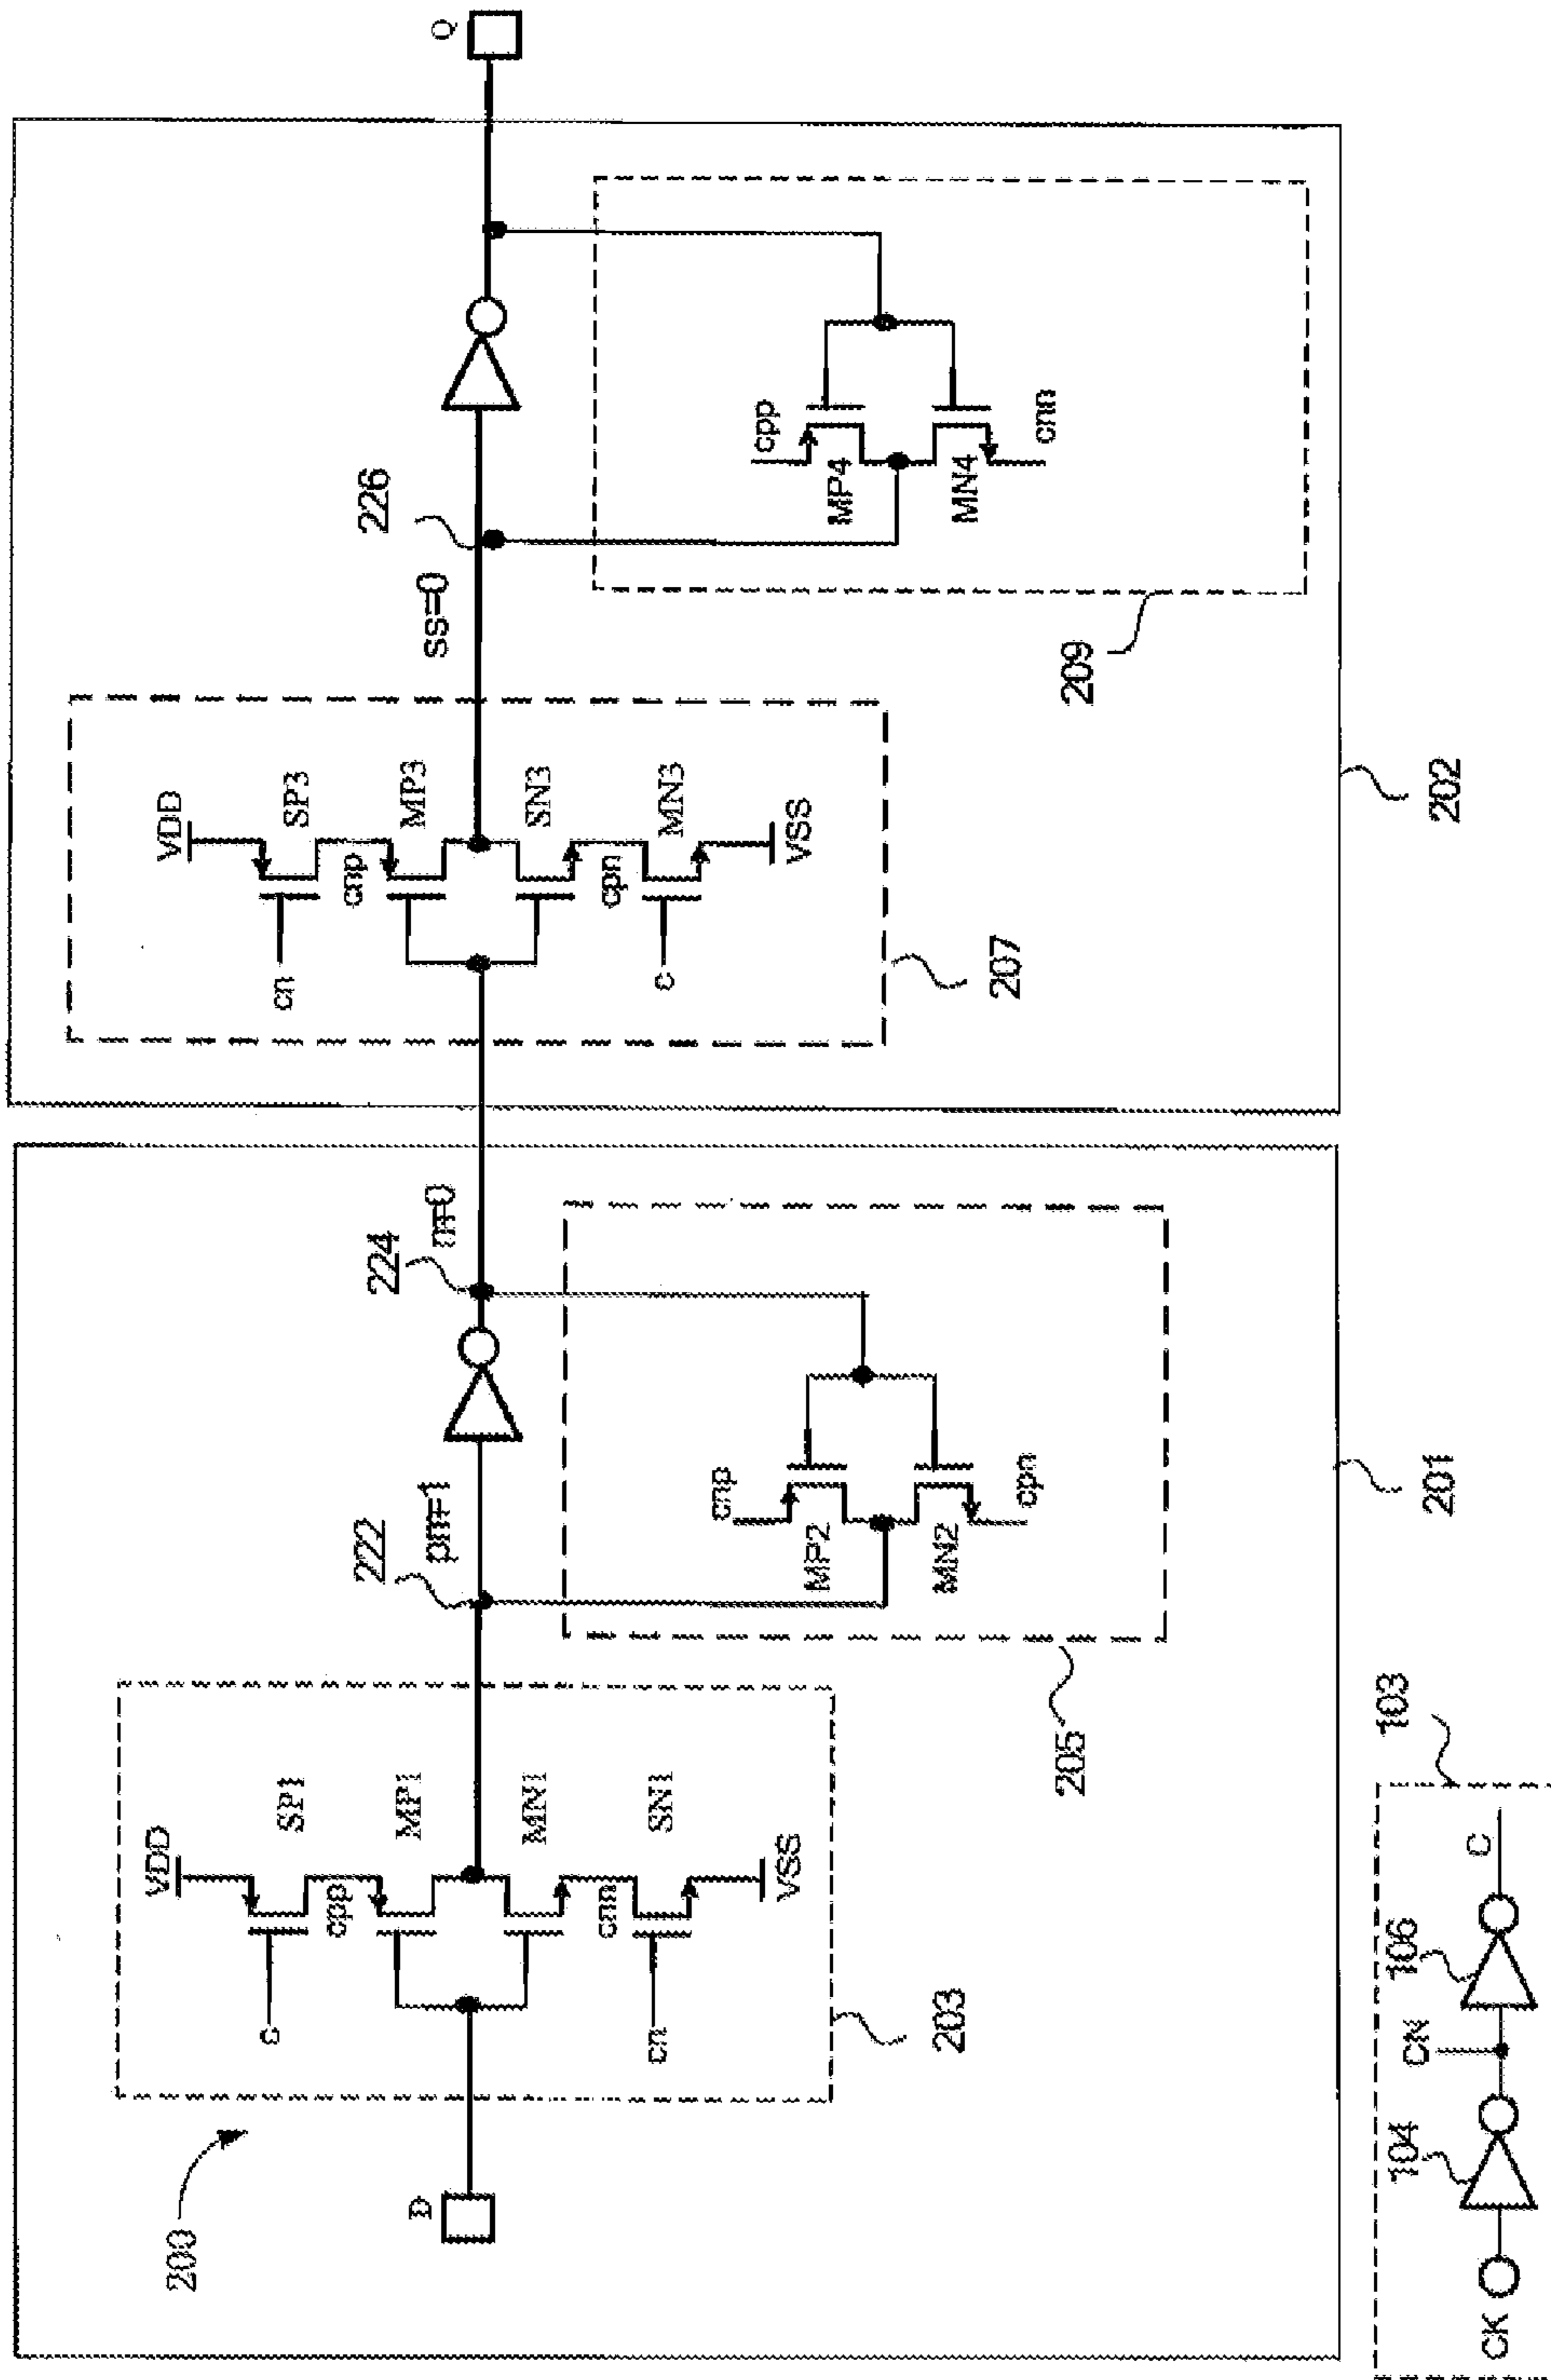 200
D
203
VDD
c
SP1
cpp
MP1
MN1
cnn
SN1
cn
VSS
222
pm=1
205
cnp
MP2
MN2
cpn
224
m=0
201
207
VDD
cn
SP3
cnp
MP3
SN3
cpn
MN3
c
VSS
ss=0
226
209
cpp
MP4
MN4
cnn
202
Q
103
CK
104
CN
106
C